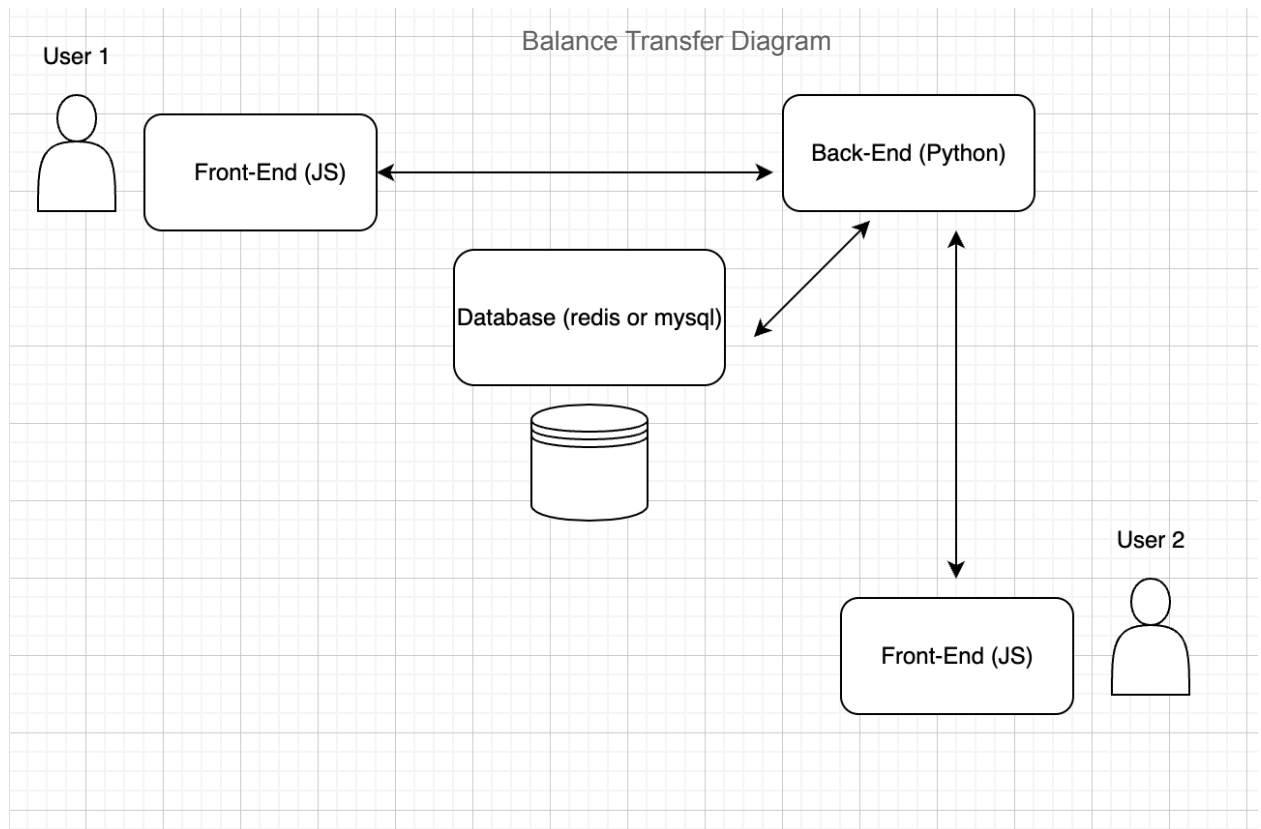 Balance Transfer Diagram
User 1
Front-End (JS)
Back-End (Python)
Database (redis or mysql)
User 2
Front-End (JS)